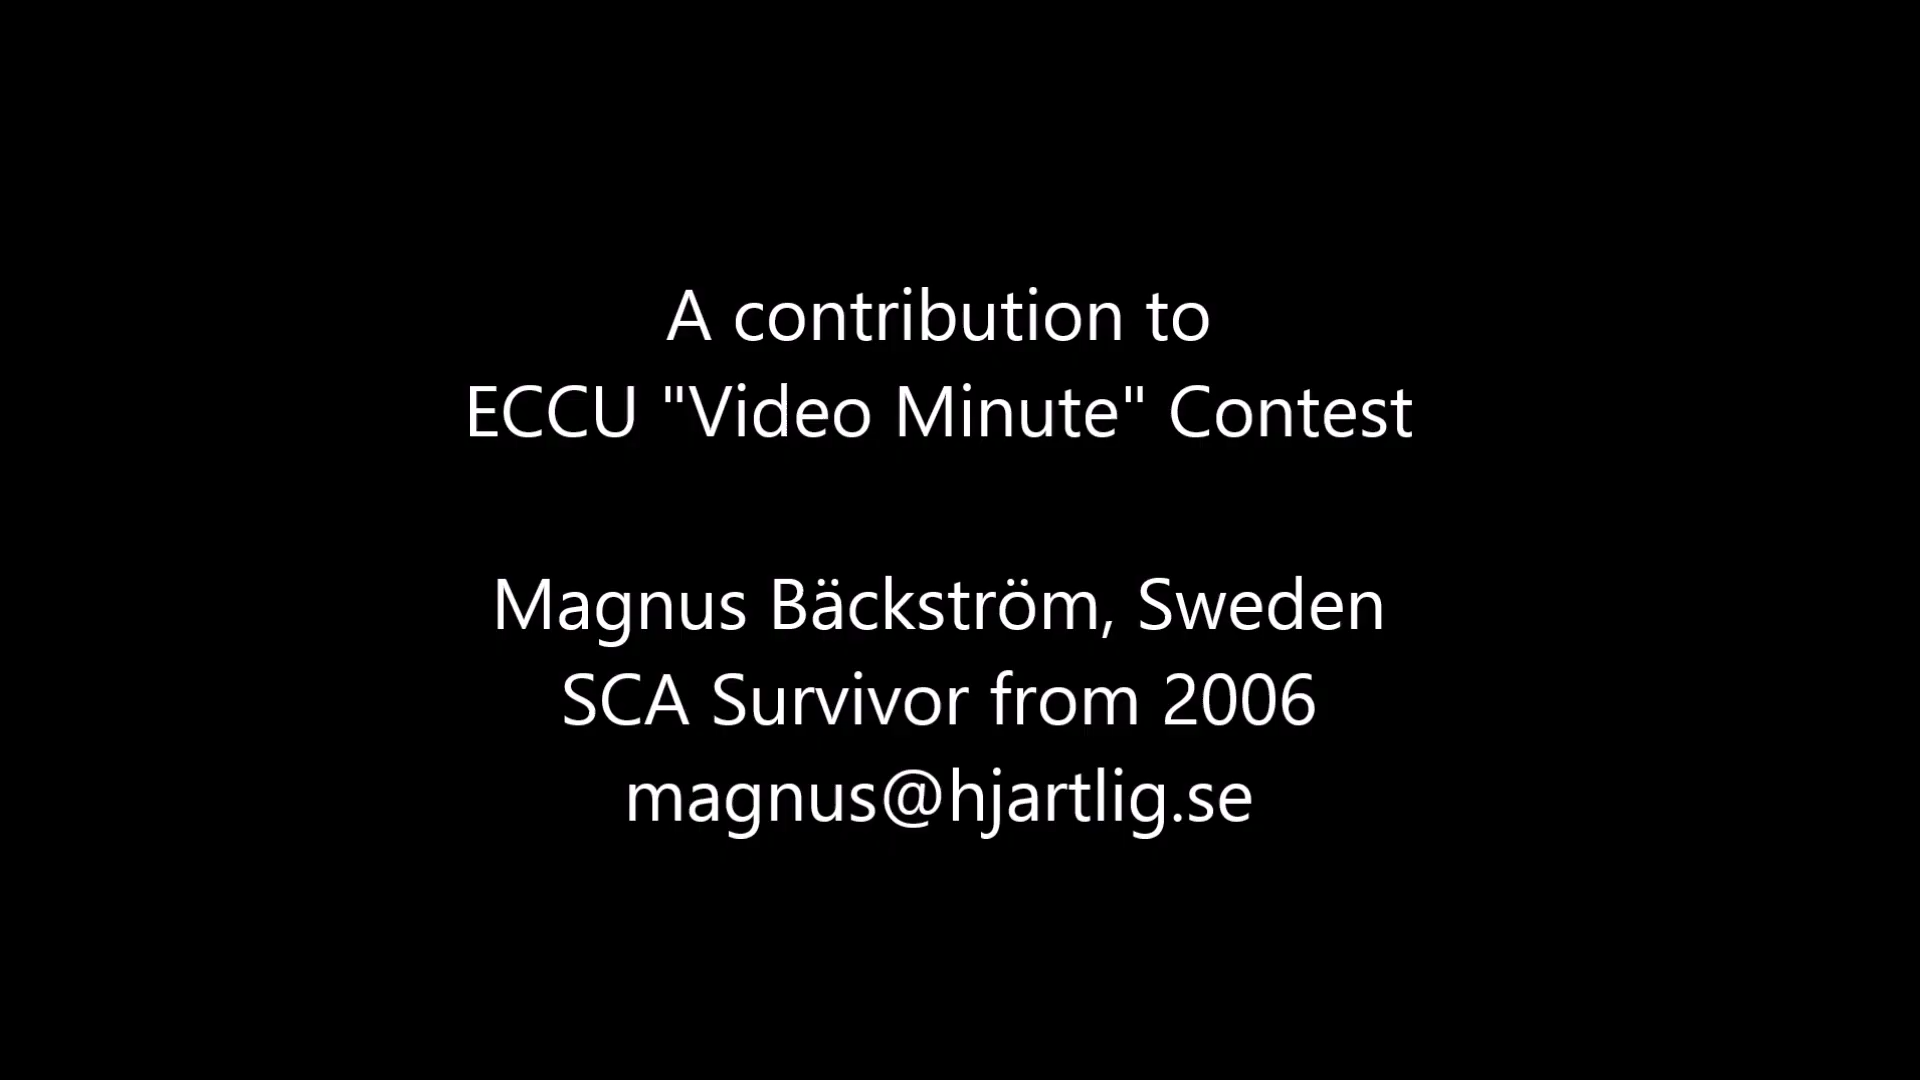 A contribution to
ECCU "Video Minute" Contest
Magnus Bäckström, Sweden
SCA Survivor from 2006
magnus@hjartlig.se